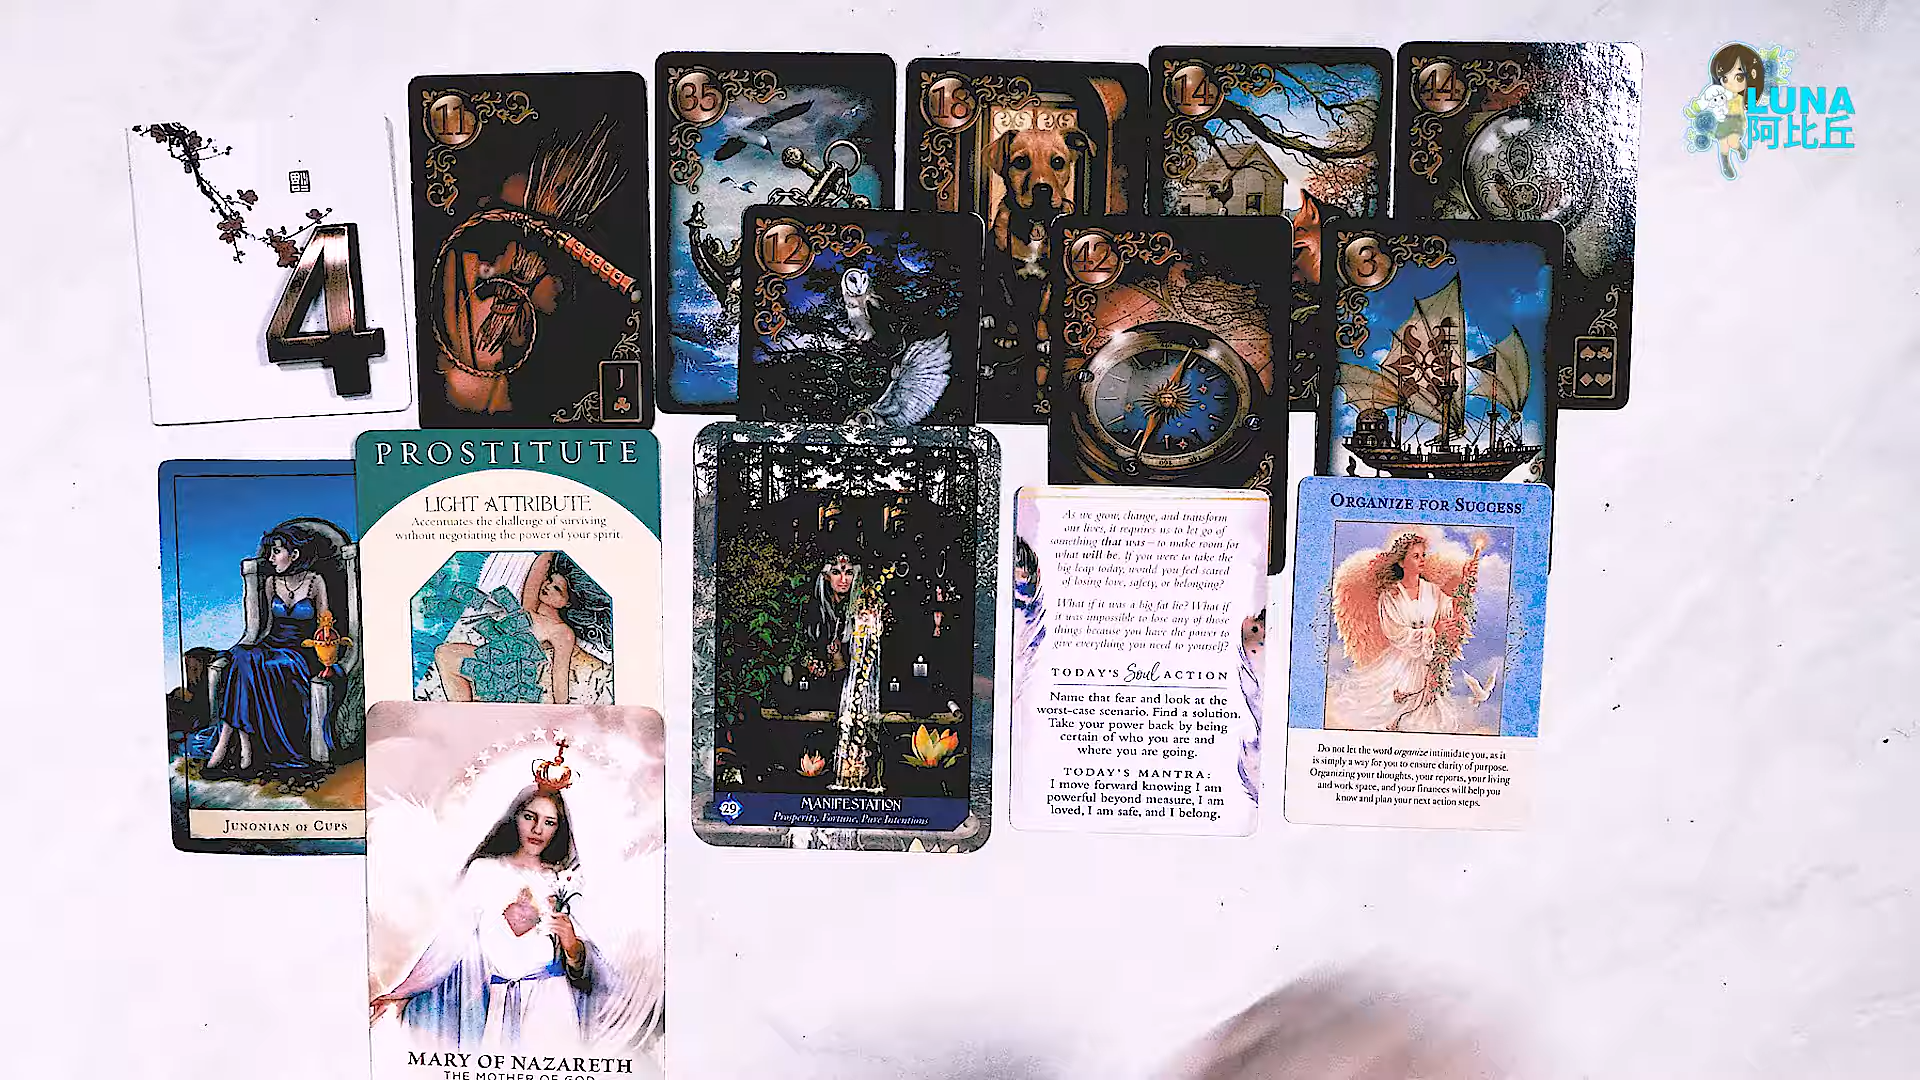 4
11
J
35
18
14
44
12
42
3
LUNA
阿比丘
PROSTITUTE
LIGHT ATTRIBUTE
Accentuates the challenge of surviving
without negotiating the power of your spirit.
JUNONIAN OF CUPS
MARY OF NAZARETH
THE MOTHER OF GOD
29
MANIFESTATION
Prosperity, Fortune, Pure Intentions
As we grow, change, and transform
our lives, it requires us to let go of
something that was – to make room for
what will be. If you were to take the
big leap today, would you feel scared
of losing love, safety, or belonging?
What if it was a big fat lie? What if
it was impossible to lose any of those
things because you have the power to
give everything you need to yourself?
TODAY'S Soul ACTION
Name that fear and look at the
worst-case scenario. Find a solution.
Take your power back by being
certain of who you are and
where you are going.
TODAY'S MANTRA:
I move forward knowing I am
powerful beyond measure, I am
loved, I am safe, and I belong.
ORGANIZE FOR SUCCESS
Do not let the word organize intimidate you, as it
is simply a way for you to ensure clarity of purpose.
Organizing your thoughts, your reports, your living
and work space, and your finances will help you
know and plan your next action steps.